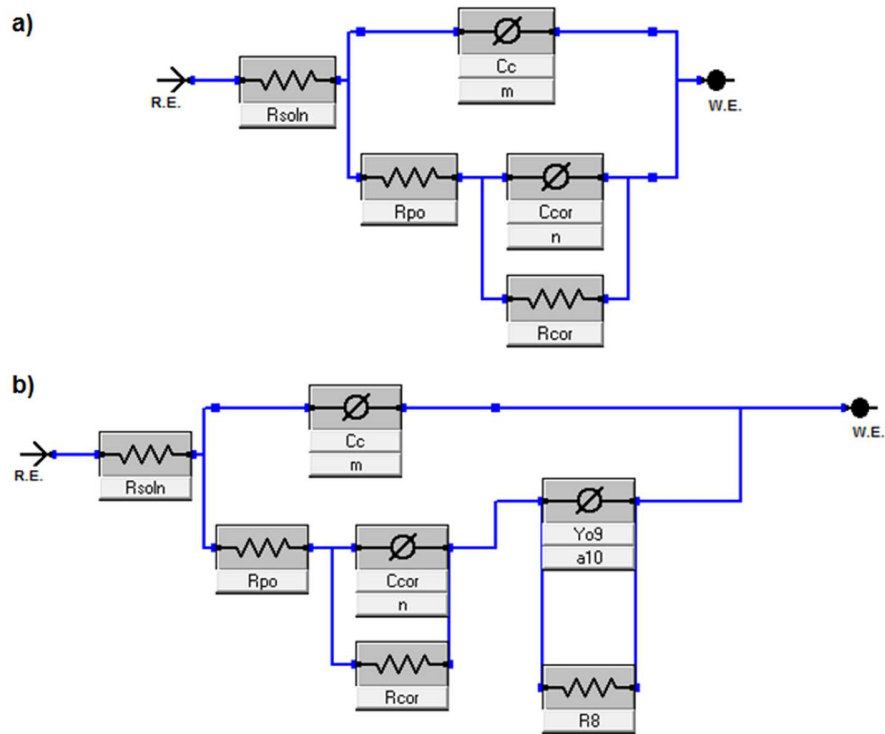 a)
Cc
m
R.E.
Rsoln
W.E.
Rpo
Ccor
n
Rcor
b)
Cc
m
R.E.
Rsoln
W.E.
Yo9
a10
Rpo
Ccor
n
Rcor
R8